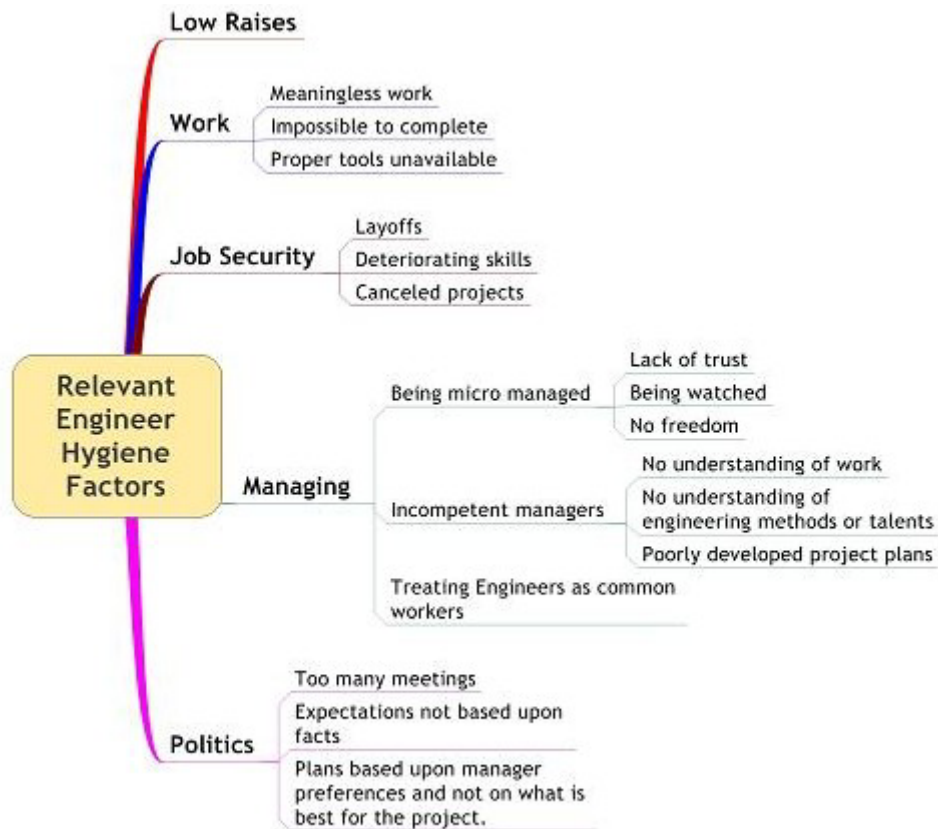 Low Raises
Work
Meaningless work
Impossible to complete
Proper tools unavailable
Job Security
Layoffs
Deteriorating skills
Canceled projects
Relevant
Engineer
Hygiene
Factors
Managing
Being micro managed
Lack of trust
Being watched
No freedom
Incompetent managers
No understanding of work
No understanding of
engineering methods or talents
Poorly developed project plans
Treating Engineers as common
workers
Politics
Too many meetings
Expectations not based upon
facts
Plans based upon manager
preferences and not on what is
best for the project.